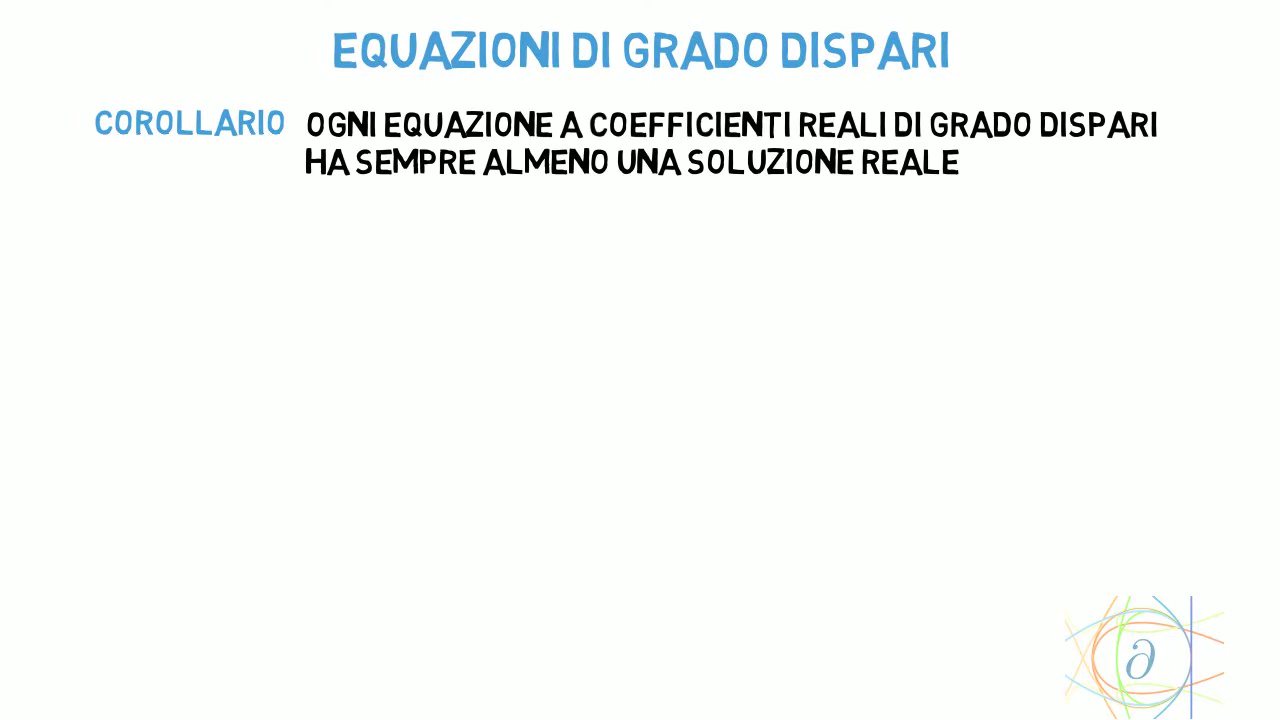 EQUAZIONI DI GRADO DISPARI
COROLLARIO OGNI EQUAZIONE A COEFFICIENTI REALI DI GRADO DISPARI
HA SEMPRE ALMENO UNA SOLUZIONE REALE
∂